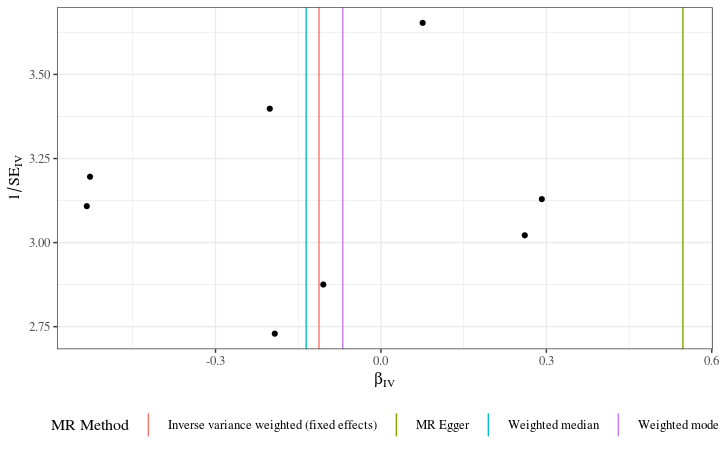 3.50
3.25
3.00
2.75
1/SE_IV
-0.3 0.0 0.3 0.6
β_IV
MR Method Inverse variance weighted (fixed effects) MR Egger Weighted median Weighted mode